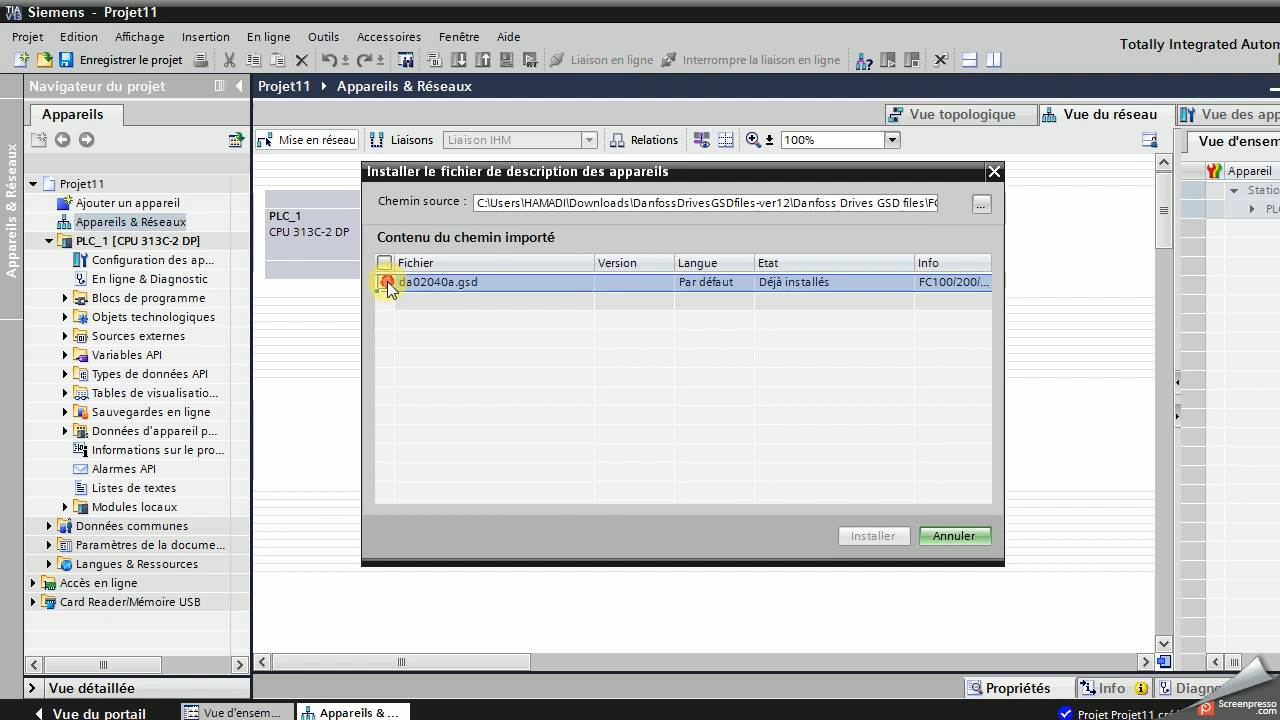 TIA V13 Siemens - Projet11
Projet Edition Affichage Insertion En ligne Outils Accessoires Fenêtre Aide
Enregistrer le projet Liaison en ligne Interrompre la liaison en ligne
Totally Integrated Autom
Navigateur du projet
Projet11 Appareils & Réseaux
Appareils
Vue topologique Vue du réseau Vue des app
Mise en réseau Liaisons Liaison IHM Relations 100%
Vue d'ensem
Appareils & Réseaux
Appareil
Statio
PLC
Projet11
Ajouter un appareil
Appareils & Réseaux
PLC_1 [CPU 313C-2 DP]
Configuration des ap...
En ligne & Diagnostic
Blocs de programme
Objets technologiques
Sources externes
Variables API
Types de données API
Tables de visualisatio...
Sauvegardes en ligne
Données d'appareil p...
Informations sur le pro...
Alarmes API
Listes de textes
Modules locaux
Données communes
Paramètres de la docume...
Langues & Ressources
Accès en ligne
Card Reader/Mémoire USB
PLC_1
CPU 313C-2 DP
Installer le fichier de description des appareils
Chemin source : C:\Users\HAMADI\Downloads\DanfossDrivesGSDfiles-ver12\Danfoss Drives GSD files\FC ...
Contenu du chemin importé
Fichier Version Langue Etat Info
da02040a.gsd Par défaut Déjà installés FC100/200/...
Installer Annuler
Vue détaillée
Propriétés Info Diagno
Vue du portail Vue d'ensem... Appareils & ...
Projet Projet11 cré
Screenpresso
.com